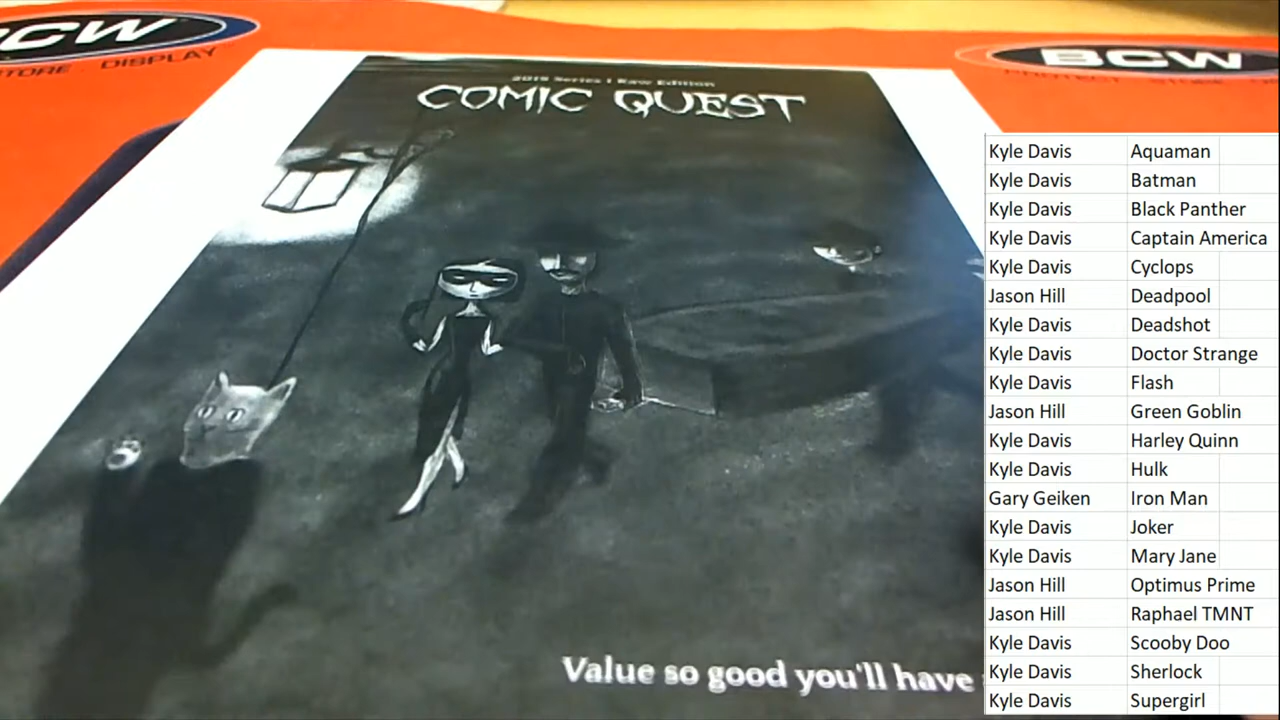 BCW
STORE DISPLAY
BCW
2018 Series 1 Raw Edition
COMIC QUEST
Value so good you'll have
Kyle Davis Aquaman
Kyle Davis Batman
Kyle Davis Black Panther
Kyle Davis Captain America
Kyle Davis Cyclops
Jason Hill Deadpool
Kyle Davis Deadshot
Kyle Davis Doctor Strange
Kyle Davis Flash
Jason Hill Green Goblin
Kyle Davis Harley Quinn
Kyle Davis Hulk
Gary Geiken Iron Man
Kyle Davis Joker
Kyle Davis Mary Jane
Jason Hill Optimus Prime
Jason Hill Raphael TMNT
Kyle Davis Scooby Doo
Kyle Davis Sherlock
Kyle Davis Supergirl